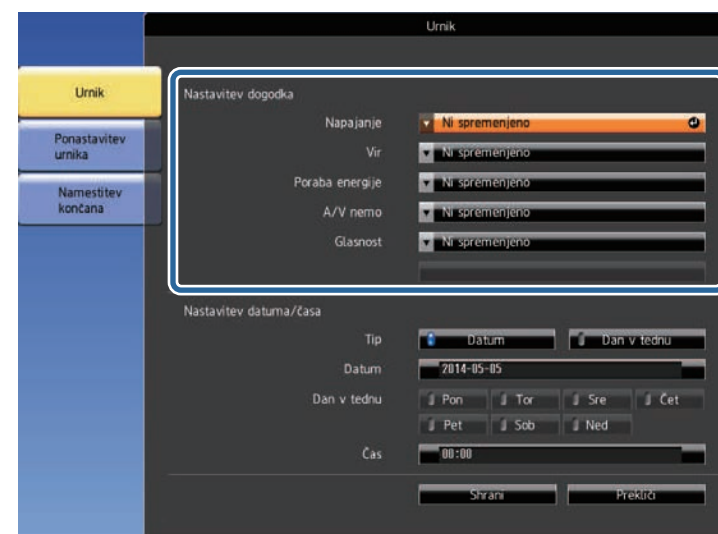 Urnik
Urnik
Ponastavitev
urnika
Namestitev
končana
Nastavitev dogodka
Napajanje Ni spremenjeno
Vir Ni spremenjeno
Poraba energije Ni spremenjeno
A/V nemo Ni spremenjeno
Glasnost Ni spremenjeno
Nastavitev datuma/časa
Tip Datum Dan v tednu
Datum 2014-05-05
Dan v tednu Pon Tor Sre Čet
Pet Sob Ned
Čas 00:00
Shrani Prekliči